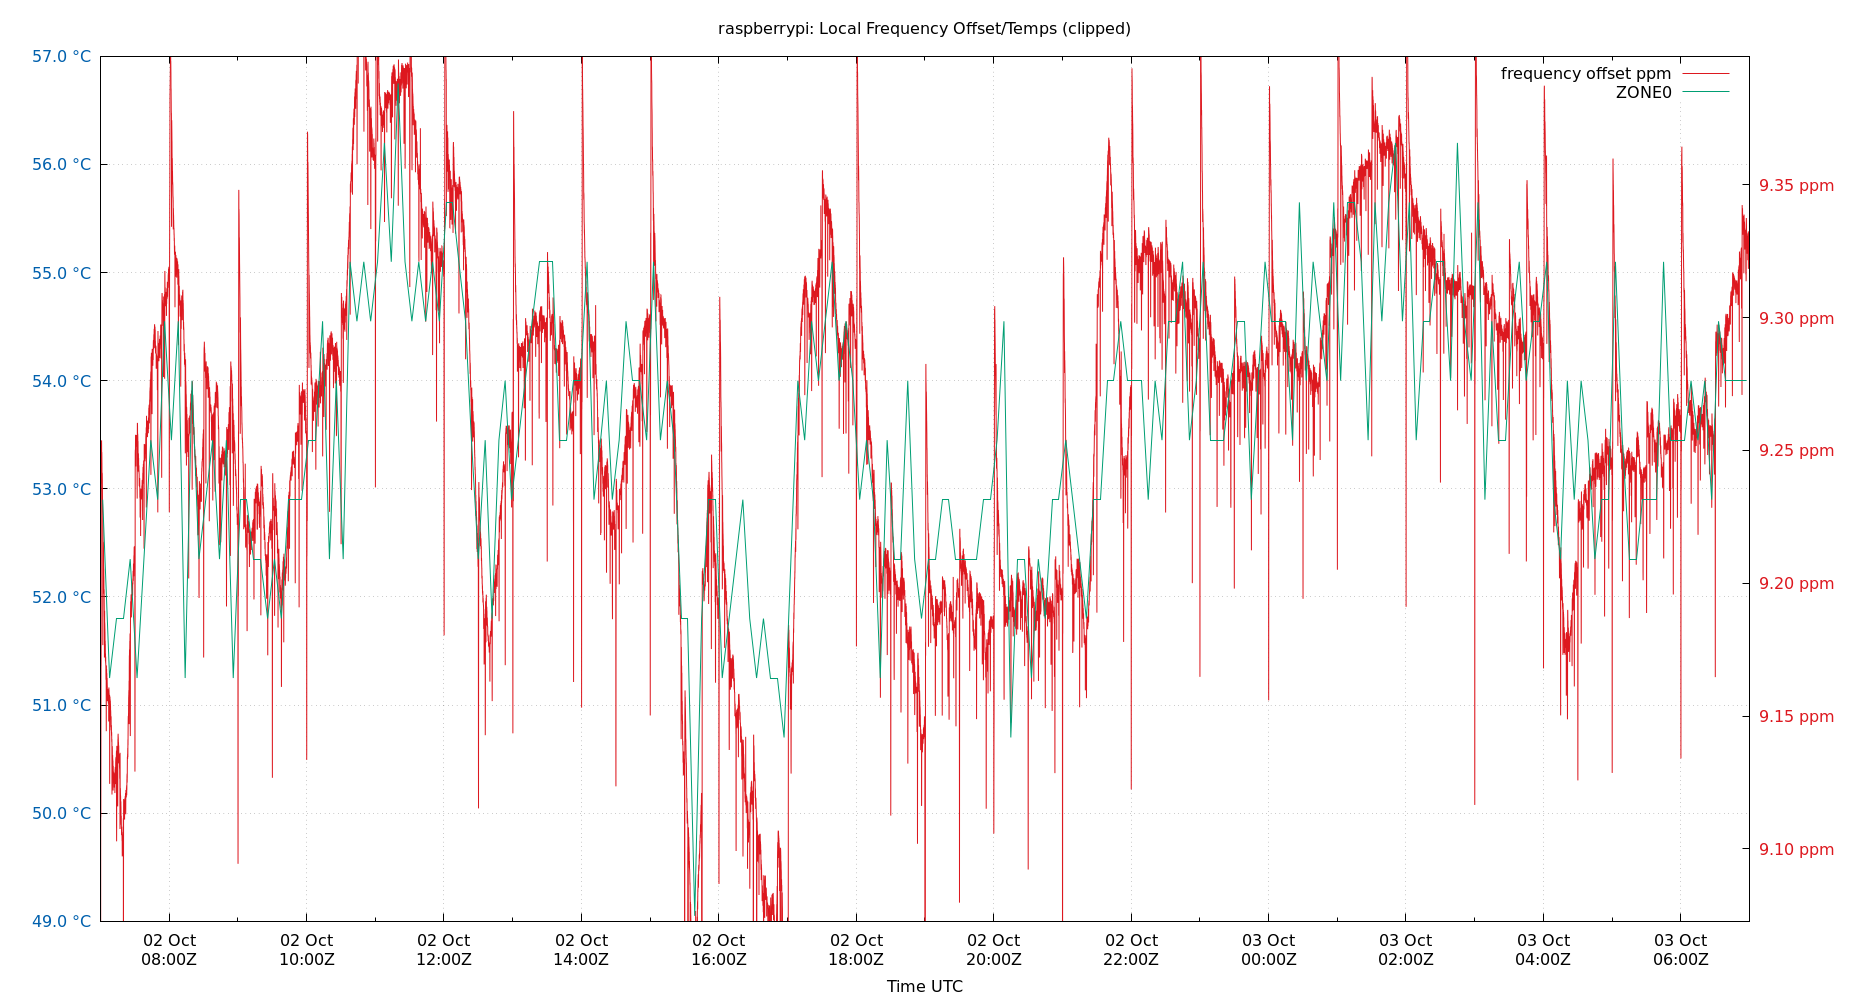 raspberrypi: Local Frequency Offset/Temps (clipped)
57.0 °C
56.0 °C
55.0 °C
54.0 °C
53.0 °C
52.0 °C
51.0 °C
50.0 °C
49.0 °C
frequency offset ppm
ZONE0
9.35 ppm
9.30 ppm
9.25 ppm
9.20 ppm
9.15 ppm
9.10 ppm
02 Oct
08:00Z
02 Oct
10:00Z
02 Oct
12:00Z
02 Oct
14:00Z
02 Oct
16:00Z
02 Oct
18:00Z
02 Oct
20:00Z
02 Oct
22:00Z
03 Oct
00:00Z
03 Oct
02:00Z
03 Oct
04:00Z
03 Oct
06:00Z
Time UTC